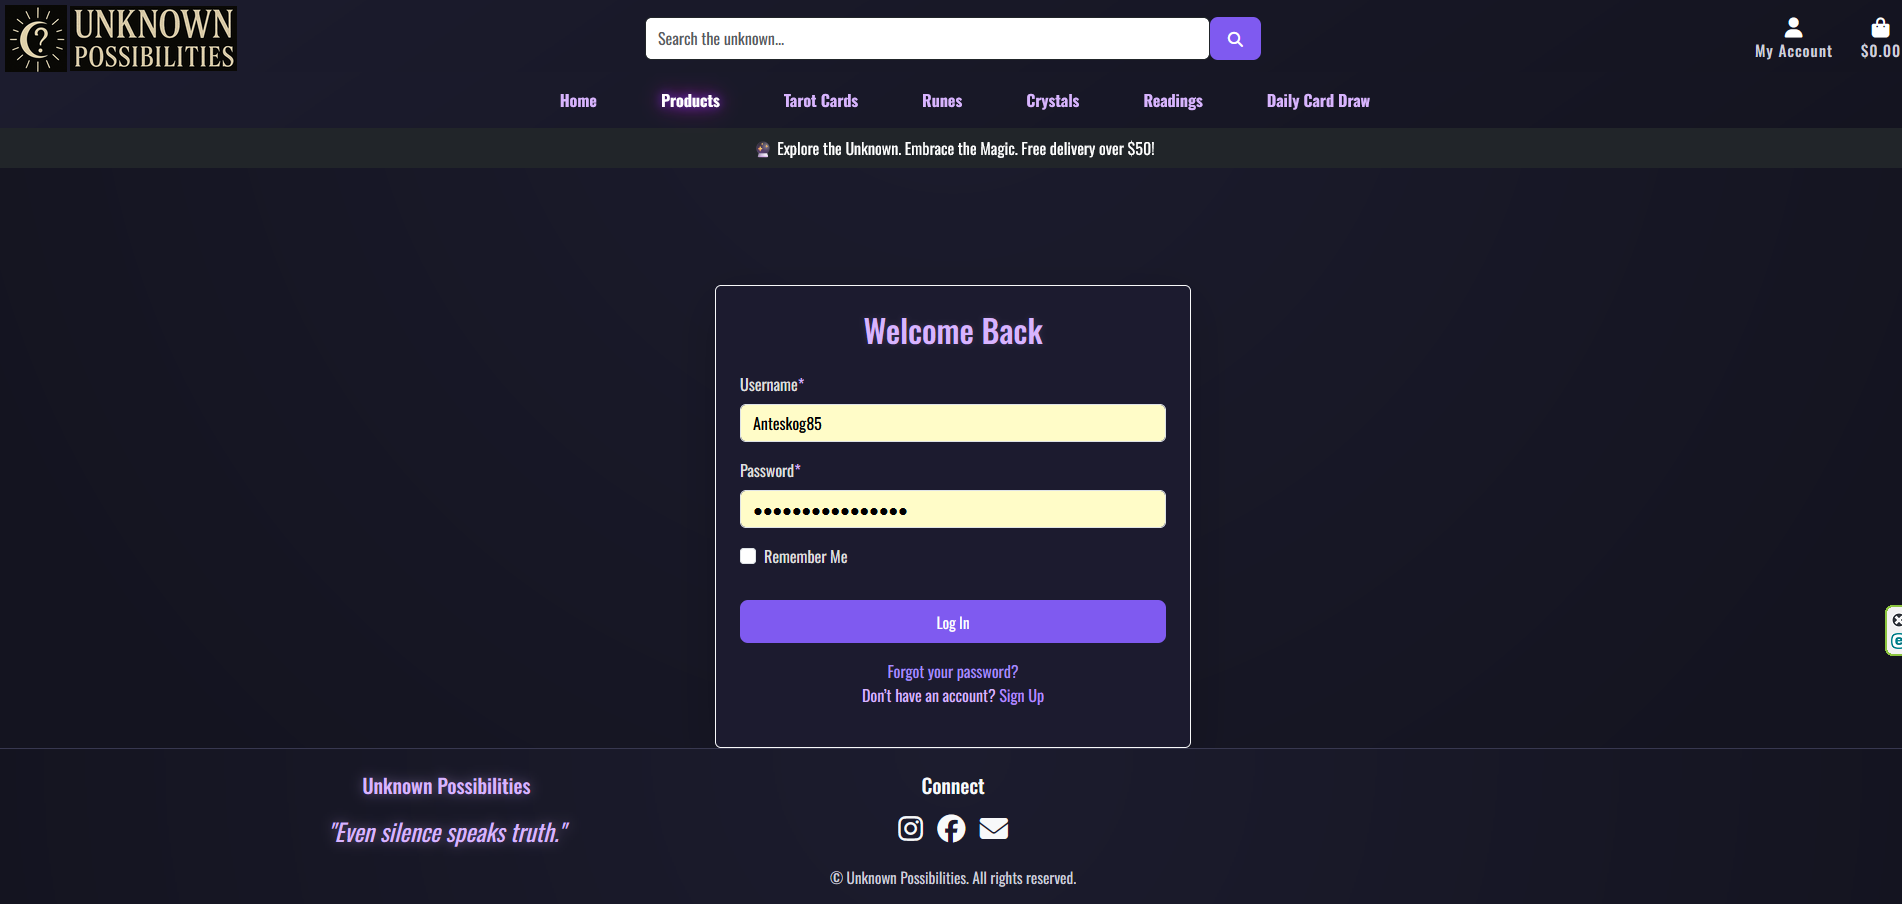 UNKNOWN
POSSIBILITIES
Search the unknown...
My Account
$0.00
Home
Products
Tarot Cards
Runes
Crystals
Readings
Daily Card Draw
🔮 Explore the Unknown. Embrace the Magic. Free delivery over $50!
Welcome Back
Username*
Anteskog85
Password*
••••••••••••••••
Remember Me
Log In
Forgot your password?
Don't have an account? Sign Up
Unknown Possibilities
"Even silence speaks truth."
Connect
© Unknown Possibilities. All rights reserved.